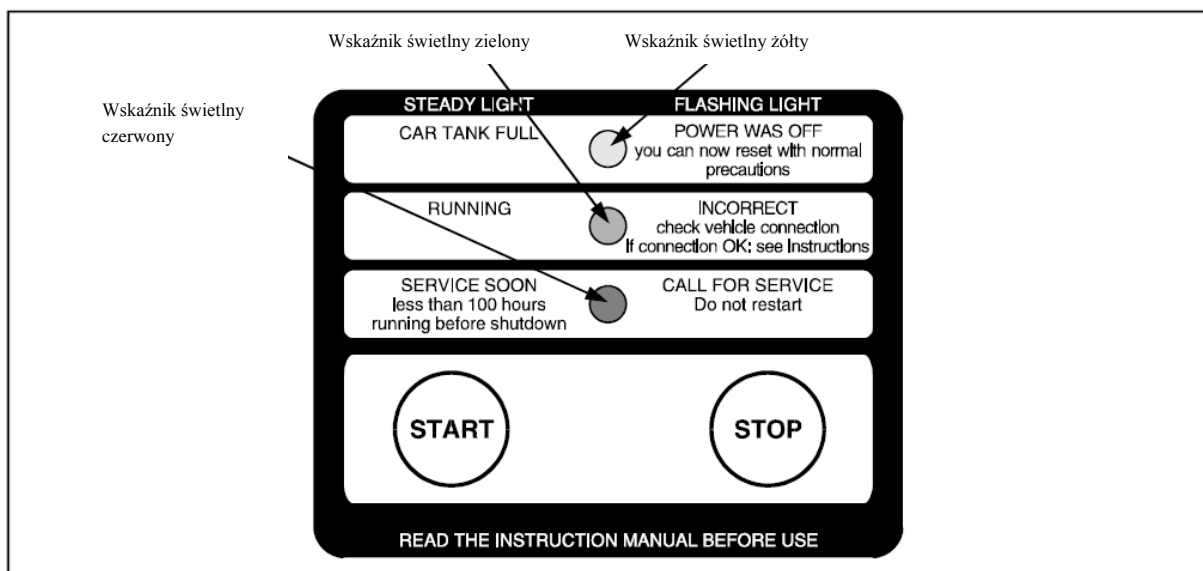 Wskaźnik świetlny zielony
Wskaźnik świetlny żółty
Wskaźnik świetlny
czerwony
STEADY LIGHT
FLASHING LIGHT
CAR TANK FULL
POWER WAS OFF
you can now reset with normal
precautions
RUNNING
INCORRECT
check vehicle connection
If connection OK: see Instructions
SERVICE SOON
less than 100 hours
running before shutdown
CALL FOR SERVICE
Do not restart
START
STOP
READ THE INSTRUCTION MANUAL BEFORE USE